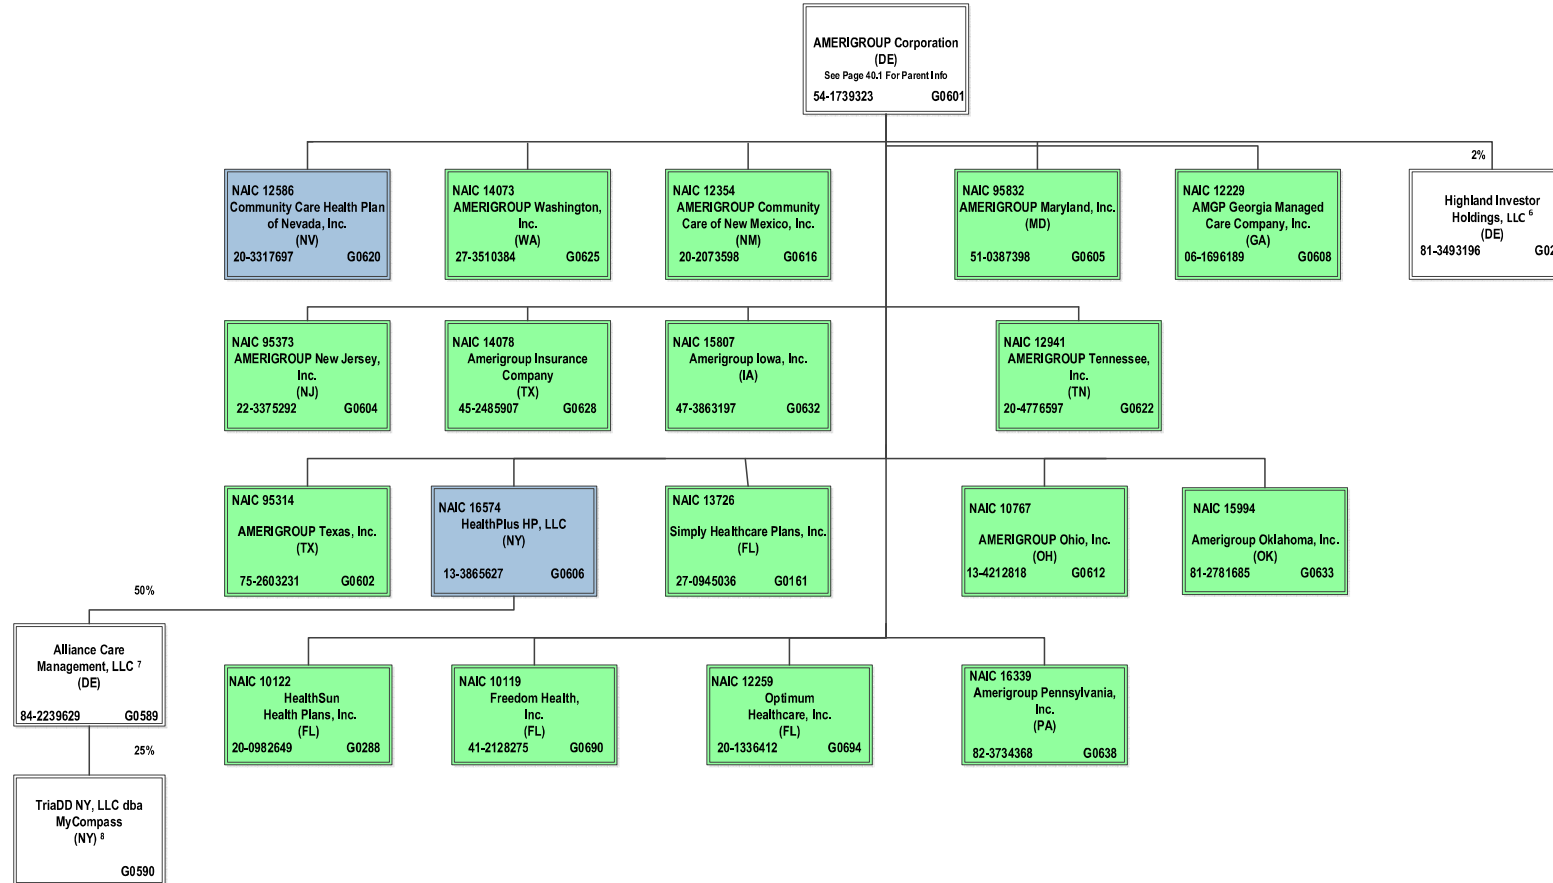 AMERIGROUP Corporation
(DE)
See Page 40.1 For Parent Info
54-1739323 G0601
2%
NAIC 12586
Community Care Health Plan
of Nevada, Inc.
(NV)
20-3317697 G0620
NAIC 14073
AMERIGROUP Washington,
Inc.
(WA)
27-3510384 G0625
NAIC 12354
AMERIGROUP Community
Care of New Mexico, Inc.
(NM)
20-2073598 G0616
NAIC 95832
AMERIGROUP Maryland, Inc.
(MD)
51-0387398 G0605
NAIC 12229
AMGP Georgia Managed
Care Company, Inc.
(GA)
06-1696189 G0608
Highland Investor
Holdings, LLC 6
(DE)
81-3493196
NAIC 95373
AMERIGROUP New Jersey,
Inc.
(NJ)
22-3375292 G0604
NAIC 14078
Amerigroup Insurance
Company
(TX)
45-2485907 G0628
NAIC 15807
Amerigroup Iowa, Inc.
(IA)
47-3863197 G0632
NAIC 12941
AMERIGROUP Tennessee,
Inc.
(TN)
20-4776597 G0622
NAIC 95314
AMERIGROUP Texas, Inc.
(TX)
75-2603231 G0602
NAIC 16574
HealthPlus HP, LLC
(NY)
13-3865627 G0606
NAIC 13726
Simply Healthcare Plans, Inc.
(FL)
27-0945036 G0161
NAIC 10767
AMERIGROUP Ohio, Inc.
(OH)
13-4212818 G0612
NAIC 15994
Amerigroup Oklahoma, Inc.
(OK)
81-2781685 G0633
50%
Alliance Care
Management, LLC 7
(DE)
84-2239629 G0589
NAIC 10122
HealthSun
Health Plans, Inc.
(FL)
20-0982649 G0288
NAIC 10119
Freedom Health,
Inc.
(FL)
41-2128275 G0690
NAIC 12259
Optimum
Healthcare, Inc.
(FL)
20-1336412 G0694
NAIC 16339
Amerigroup Pennsylvania,
Inc.
(PA)
82-3734368 G0638
25%
TriaDD NY, LLC dba
MyCompass
(NY) 8
G0590